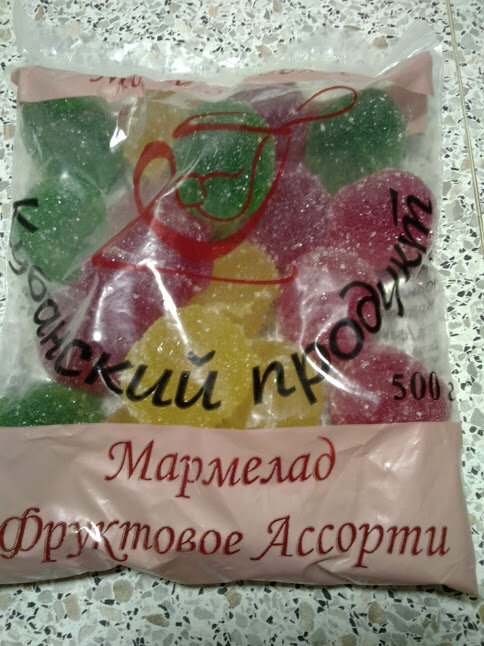 Кубанский продукт
500 г
Мармелад
Фруктовое Ассорти